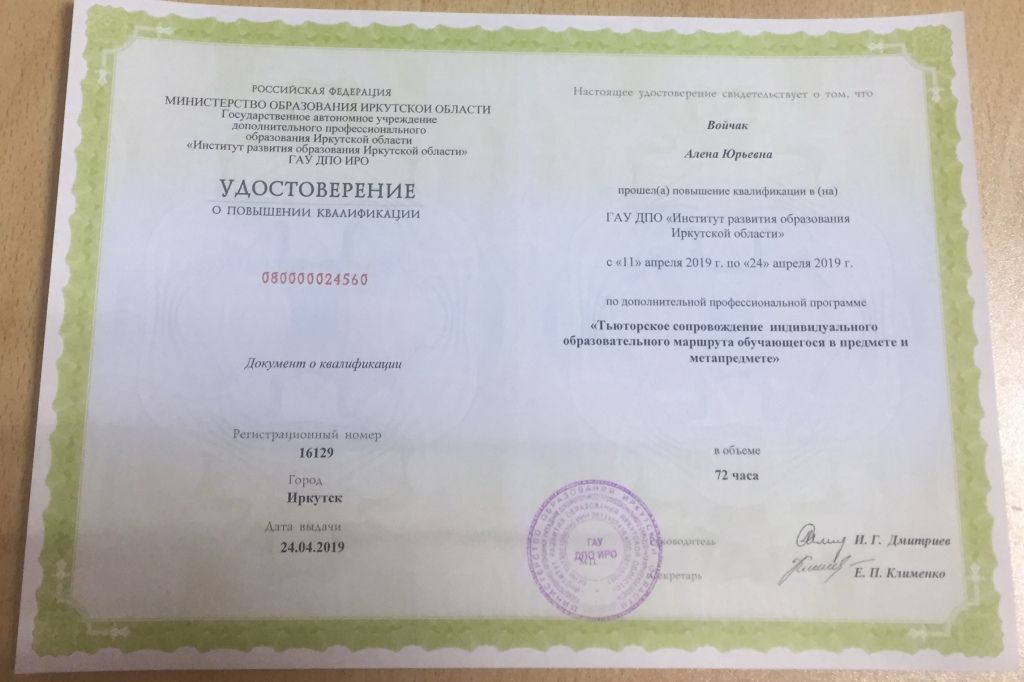 РОССИЙСКАЯ ФЕДЕРАЦИЯ
МИНИСТЕРСТВО ОБРАЗОВАНИЯ ИРКУТСКОЙ ОБЛАСТИ
Государственное автономное учреждение
дополнительного профессионального
образования Иркутской области
«Институт развития образования Иркутской области»
ГАУ ДПО ИРО
УДОСТОВЕРЕНИЕ
О ПОВЫШЕНИИ КВАЛИФИКАЦИИ
080000024560
Документ о квалификации
Регистрационный номер
16129
Город
Иркутск
Дата выдачи
24.04.2019
Настоящее удостоверение свидетельствует о том, что
Войчак
Алена Юрьевна
прошел(а) повышение квалификации в (на)
ГАУ ДПО «Институт развития образования
Иркутской области»
с «11» апреля 2019 г. по «24» апреля 2019 г.
по дополнительной профессиональной программе
«Тьюторское сопровождение индивидуального
образовательного маршрута обучающегося в предмете и
метапредмете»
в объеме
72 часа
Руководитель
И. Г. Дмитриев
Секретарь
Е. П. Клименко
МИНИСТЕРСТВО ОБРАЗОВАНИЯ ИРКУТСКОЙ ОБЛАСТИ
ГАУ
ДПО ИРО
М.П.